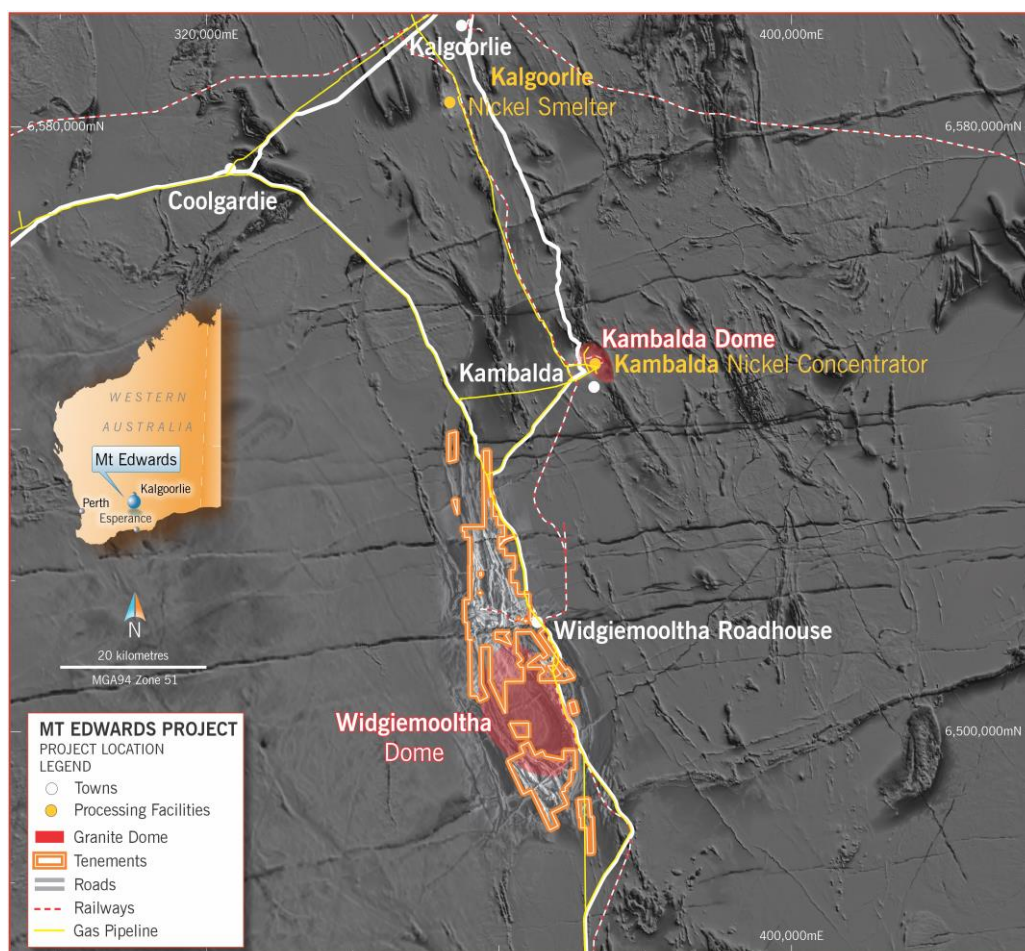 320,000mE
400,000mE
Kalgoorlie
Kalgoorlie
Nickel Smelter
6,580,000mN
6,580,000mN
Coolgardie
Kambalda Dome
Kambalda
Kambalda Nickel Concentrator
WESTERN
AUSTRALIA
Mt Edwards
Kalgoorlie
Perth
Esperance
N
20 kilometres
MGA94 Zone 51
Widgiemooltha Roadhouse
Widgiemooltha
Dome
6,500,000mN
MT EDWARDS PROJECT
PROJECT LOCATION
LEGEND
Towns
Processing Facilities
Granite Dome
Tenements
Roads
Railways
Gas Pipeline
400,000mE